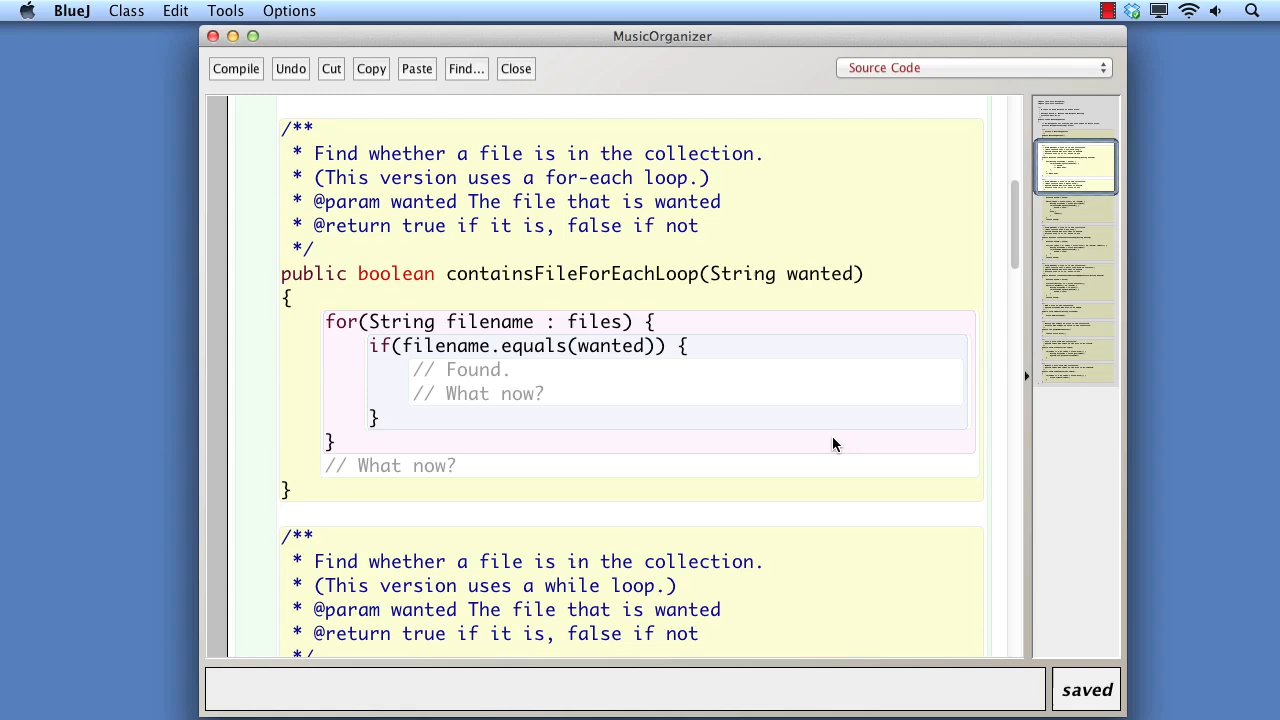 BlueJ Class Edit Tools Options
MusicOrganizer
Compile Undo Cut Copy Paste Find... Close Source Code
/**
 * Find whether a file is in the collection.
 * (This version uses a for-each loop.)
 * @param wanted The file that is wanted
 * @return true if it is, false if not
 */
public boolean containsFileForEachLoop(String wanted)
{
    for(String filename : files) {
        if(filename.equals(wanted)) {
            // Found.
            // What now?
        }
    }
    // What now?
}
/**
 * Find whether a file is in the collection.
 * (This version uses a while loop.)
 * @param wanted The file that is wanted
 * @return true if it is, false if not
 */
saved